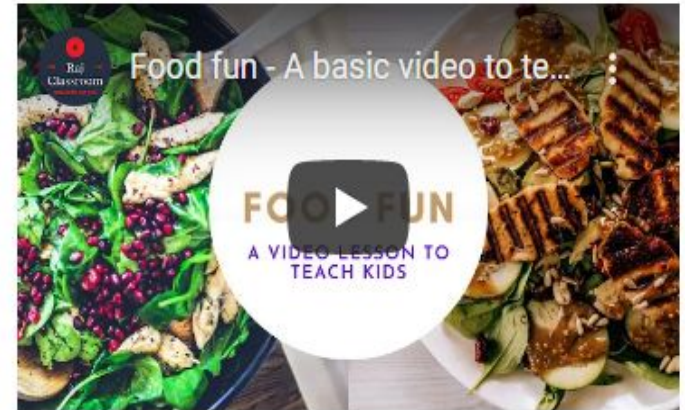 Raj
Classroom
Food fun - A basic video to te...
FOOD FUN
A VIDEO LESSON TO
TEACH KIDS